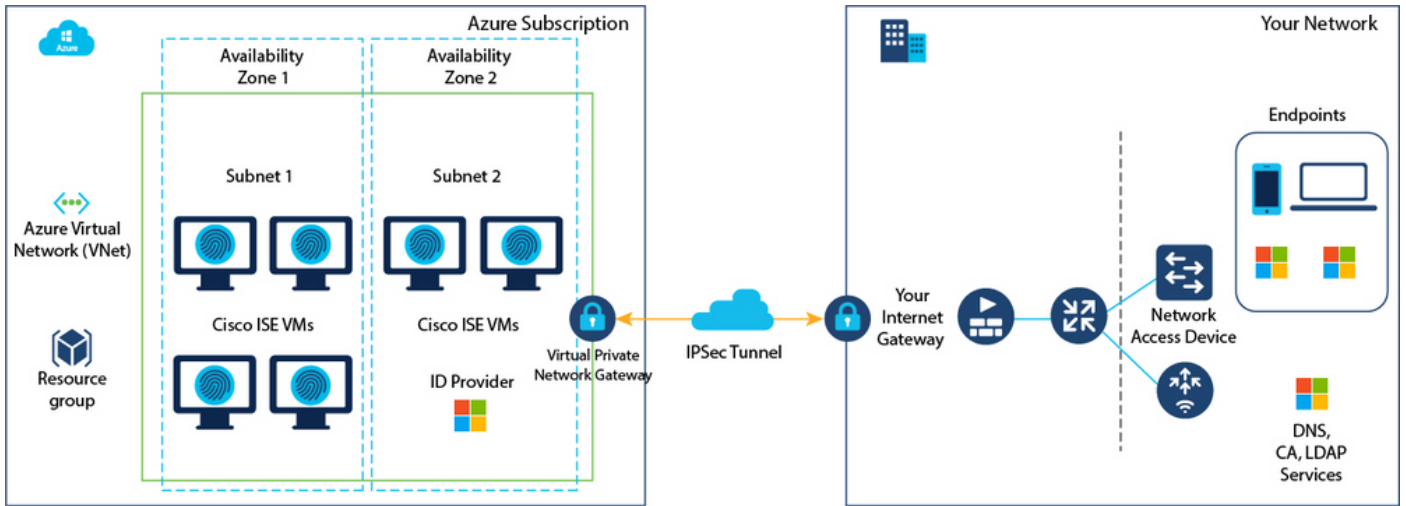 Azure Subscription
Azure
Availability
Zone 1
Availability
Zone 2
Subnet 1
Subnet 2
Azure Virtual
Network (VNet)
Cisco ISE VMs
Cisco ISE VMs
Resource
group
ID Provider
Virtual Private
Network Gateway
IPSec Tunnel
Your Network
Your
Internet
Gateway
Network
Access Device
Endpoints
DNS,
CA, LDAP
Services